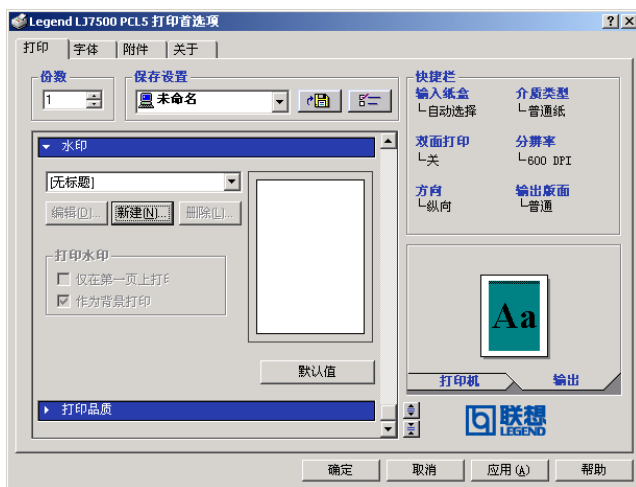 Legend LJ7500 PCL5 打印首选项
打印 字体 附件 关于
份数 保存设置
1 未命名
水印
[无标题]
编辑(D)... 新建(N)... 删除(L)...
打印水印
仅在第一页上打
作为背景打印
默认值
打印品质
快捷栏
输入纸盒 介质类型
自动选择 普通纸
双面打印 分辨率
关 600 DPI
方向 输出版面
纵向 普通
Aa
打印机 输出
联想
LEGEND
确定 取消 应用(A) 帮助